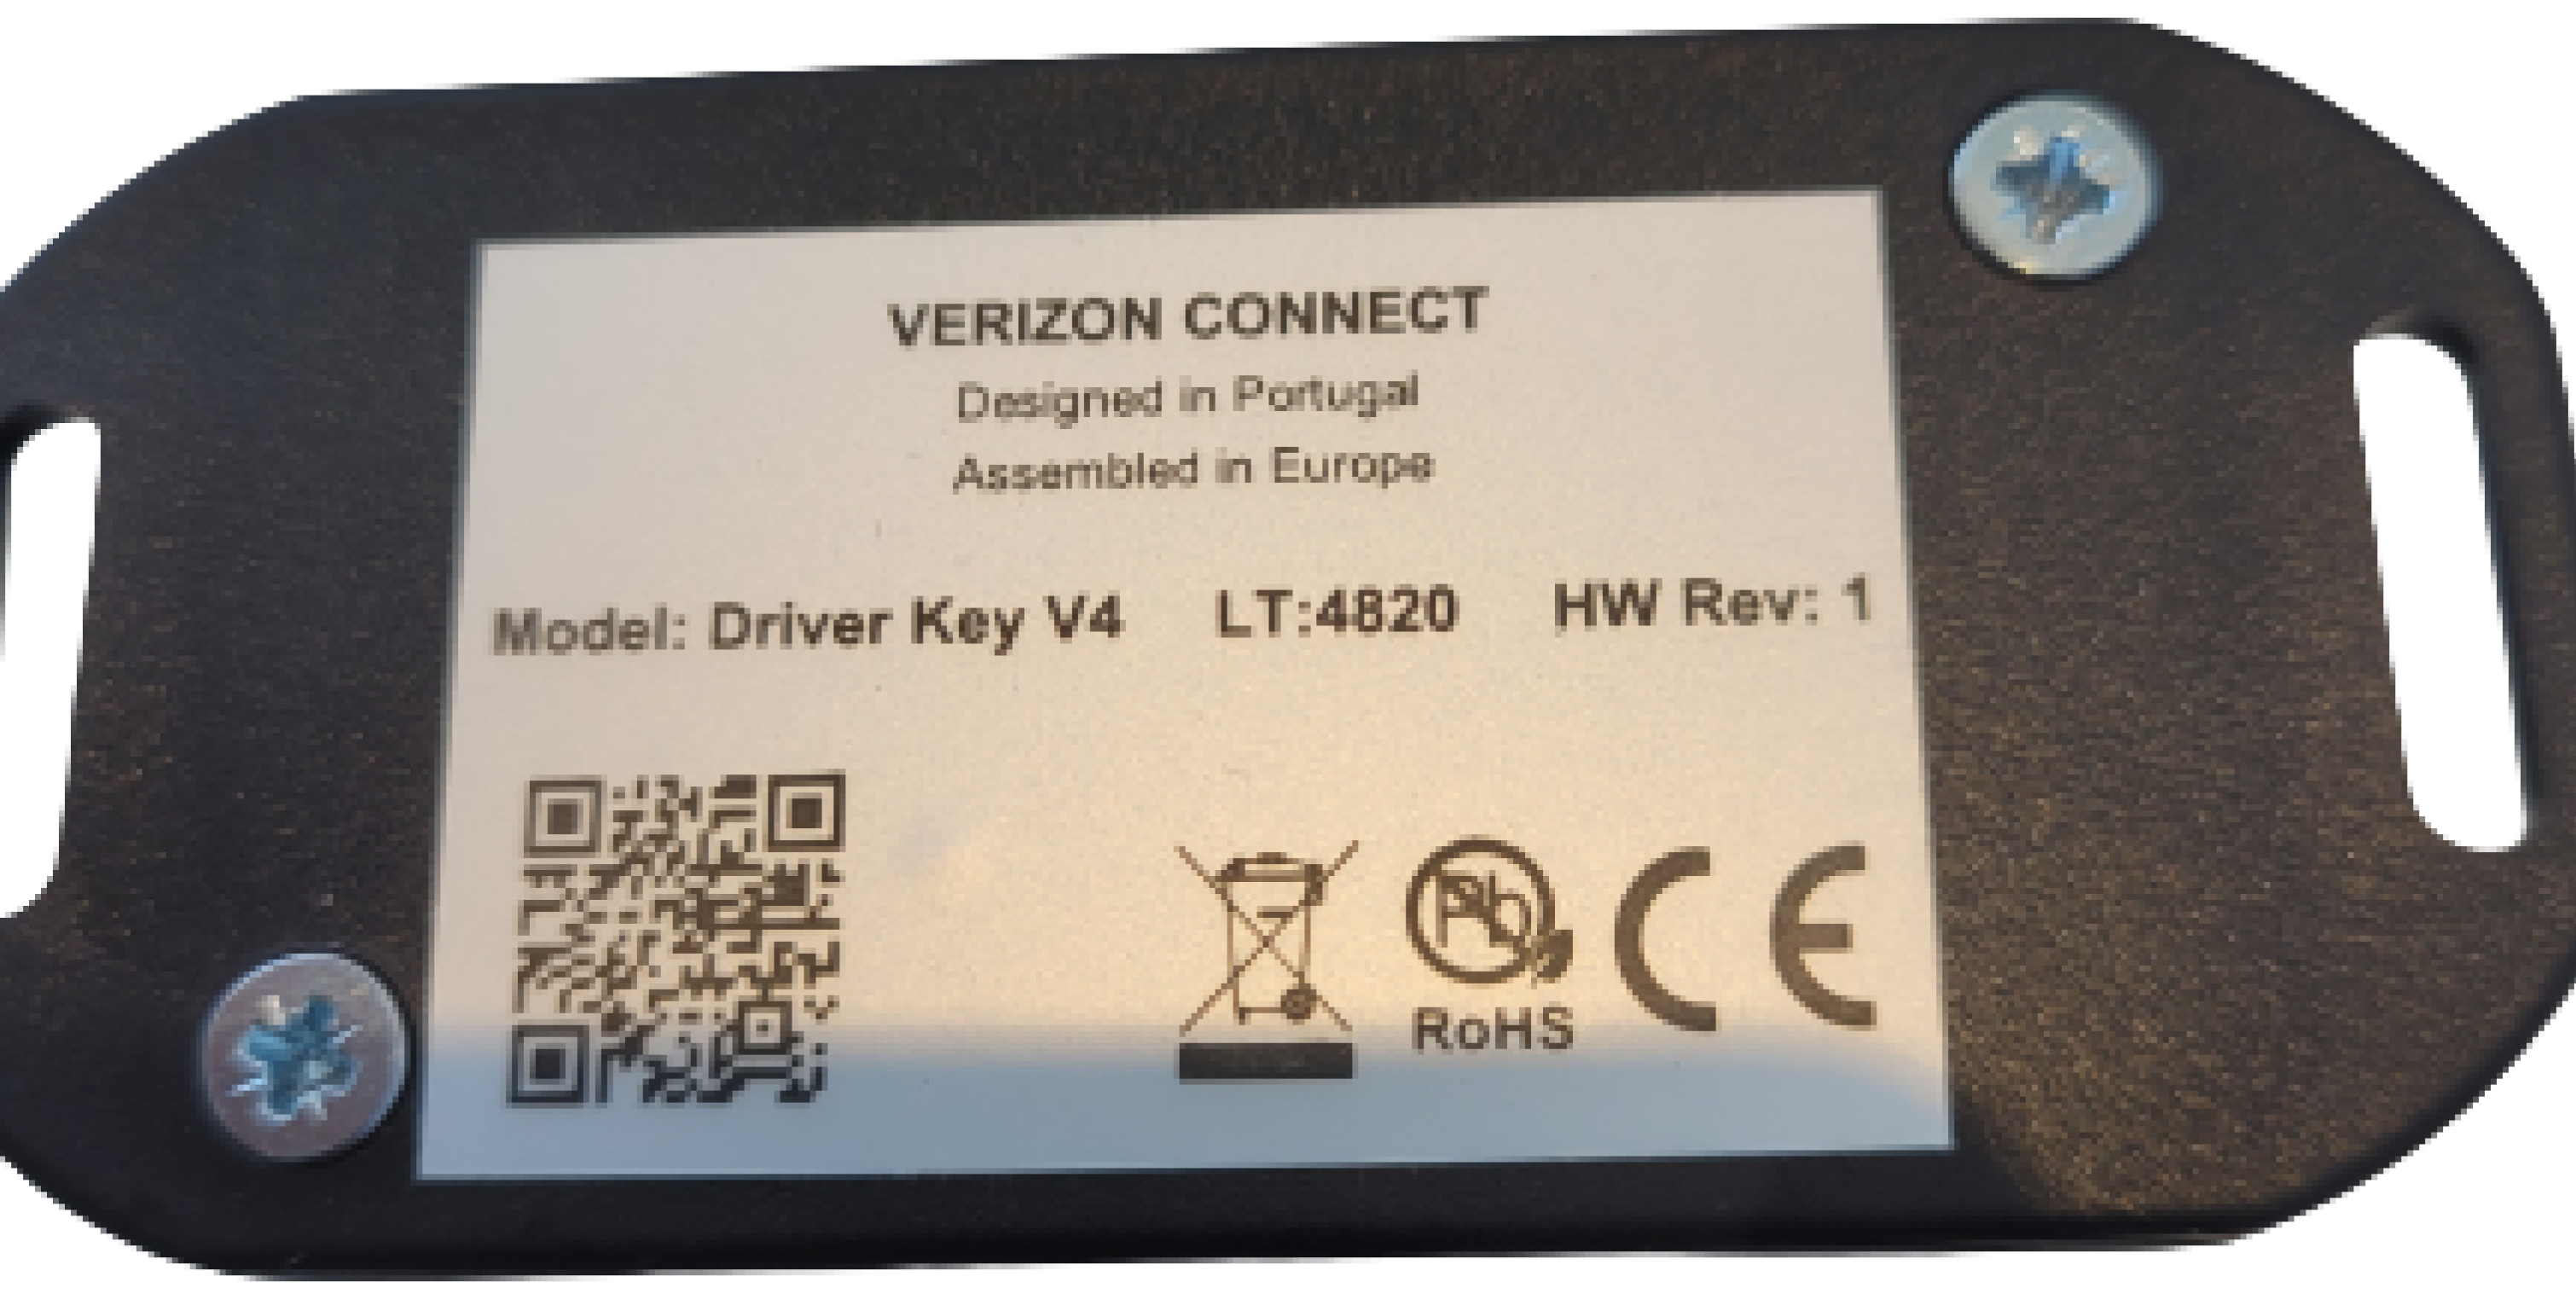 VERIZON CONNECT
Designed in Portugal
Assembled in Europe
Model: Driver Key V4 LT:4820 HW Rev: 1
Pb
RoHS
CE